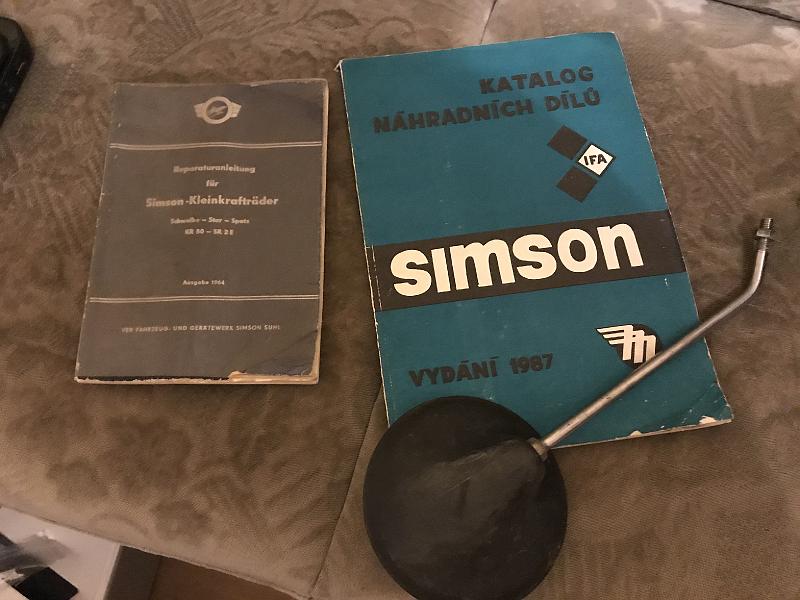 Reparaturanleitung
für
Simson-Kleinkrafträder
Schwalbe – Star – Spatz
KR 50 – SR 2 E
Ausgabe 1964
VEB FAHRZEUG- UND GERÄTEWERK SIMSON SUHL
KATALOG
NÁHRADNÍCH DÍLŮ
IFA
SIMSON
VYDÁNÍ 1987